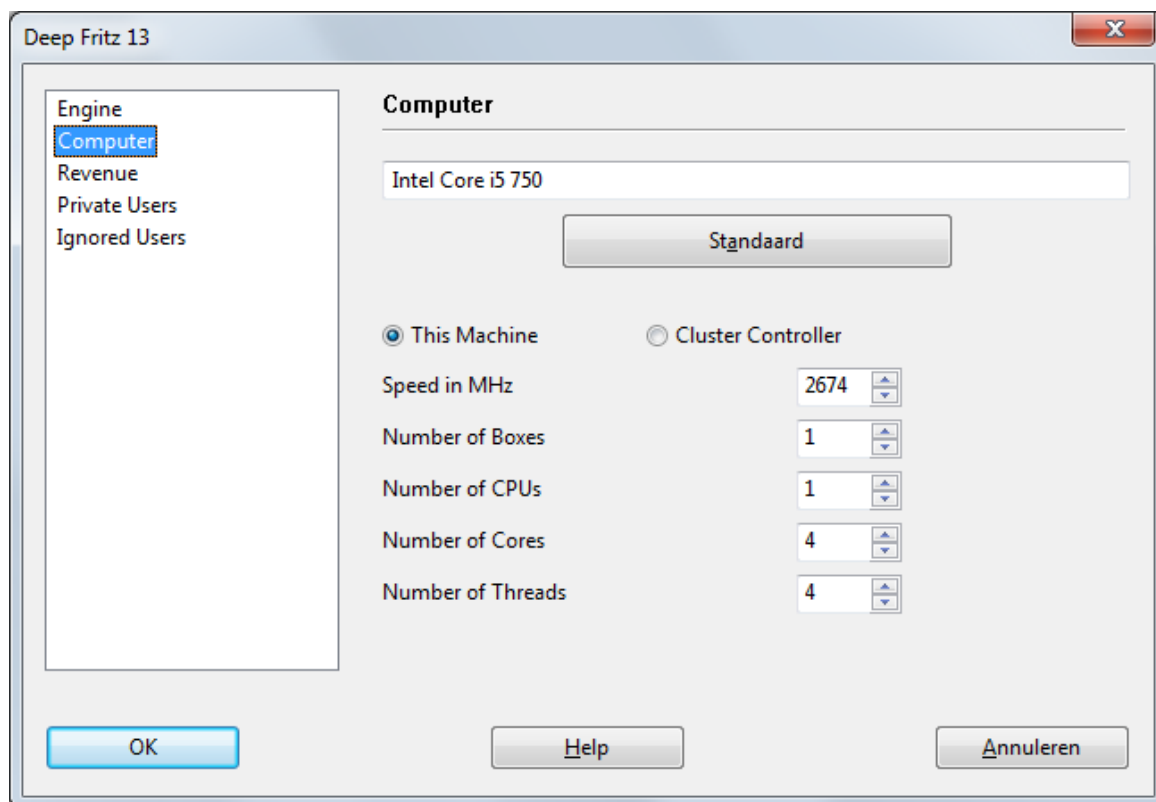 Deep Fritz 13
Engine
Computer
Revenue
Private Users
Ignored Users
Computer
Intel Core i5 750
Standaard
This Machine
Cluster Controller
Speed in MHz 2674
Number of Boxes 1
Number of CPUs 1
Number of Cores 4
Number of Threads 4
OK
Help
Annuleren